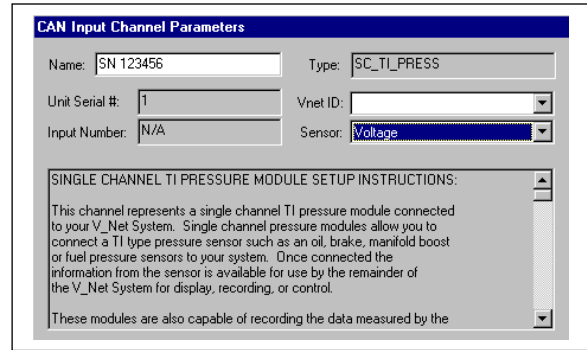 CAN Input Channel Parameters
Name: SN 123456 Type: SC_TI_PRESS
Unit Serial #: 1 Vnet ID:
Input Number: N/A Sensor: Voltage
SINGLE CHANNEL TI PRESSURE MODULE SETUP INSTRUCTIONS:
This channel represents a single channel TI pressure module connected
to your V_Net System. Single channel pressure modules allow you to
connect a TI type pressure sensor such as an oil, brake, manifold boost
or fuel pressure sensors to your system. Once connected the
information from the sensor is available for use by the remainder of
the V_Net System for display, recording, or control.
These modules are also capable of recording the data measured by the